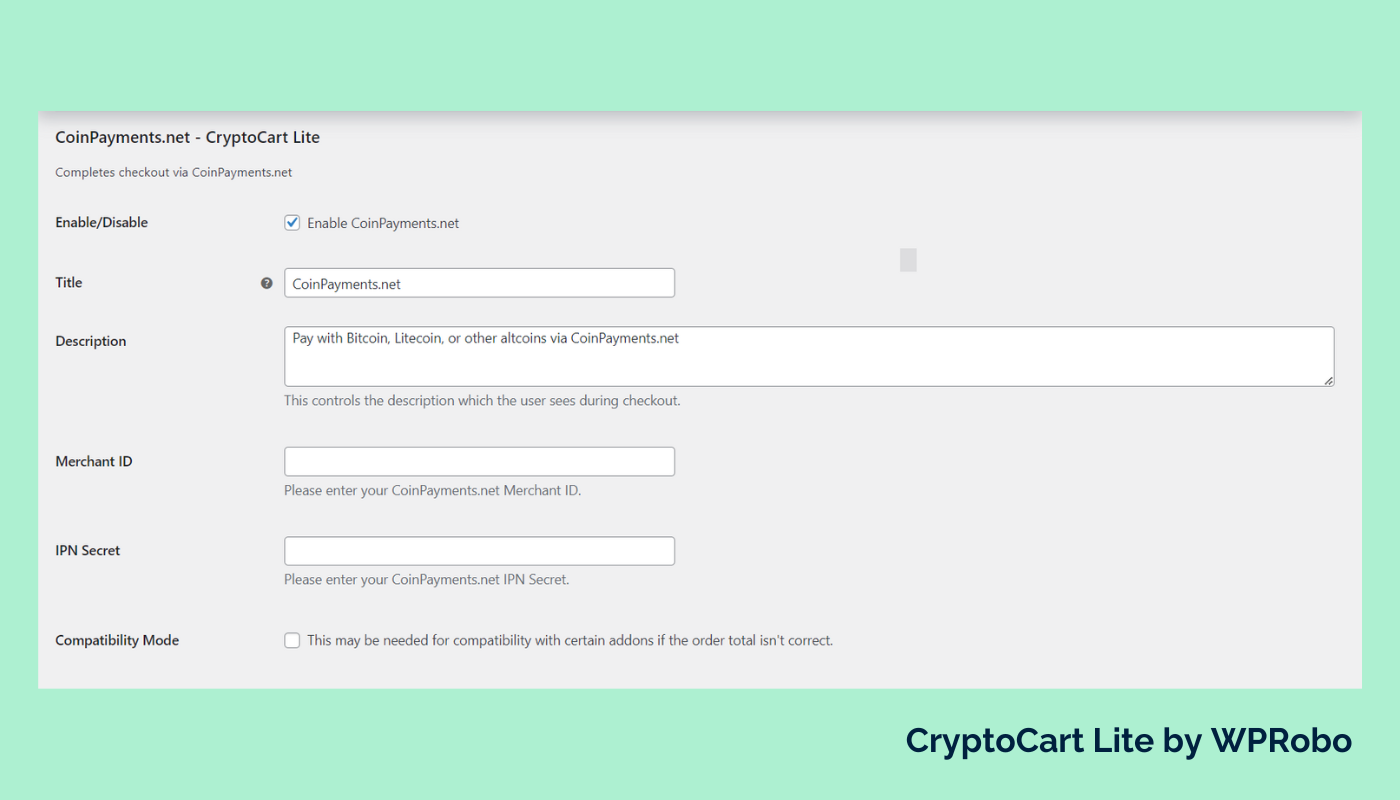 CoinPayments.net - CryptoCart Lite
Completes checkout via CoinPayments.net
Enable/Disable
Enable CoinPayments.net
Title
?
CoinPayments.net
Description
Pay with Bitcoin, Litecoin, or other altcoins via CoinPayments.net
This controls the description which the user sees during checkout.
Merchant ID
Please enter your CoinPayments.net Merchant ID.
IPN Secret
Please enter your CoinPayments.net IPN Secret.
Compatibility Mode
This may be needed for compatibility with certain addons if the order total isn't correct.
CryptoCart Lite by WPRobo